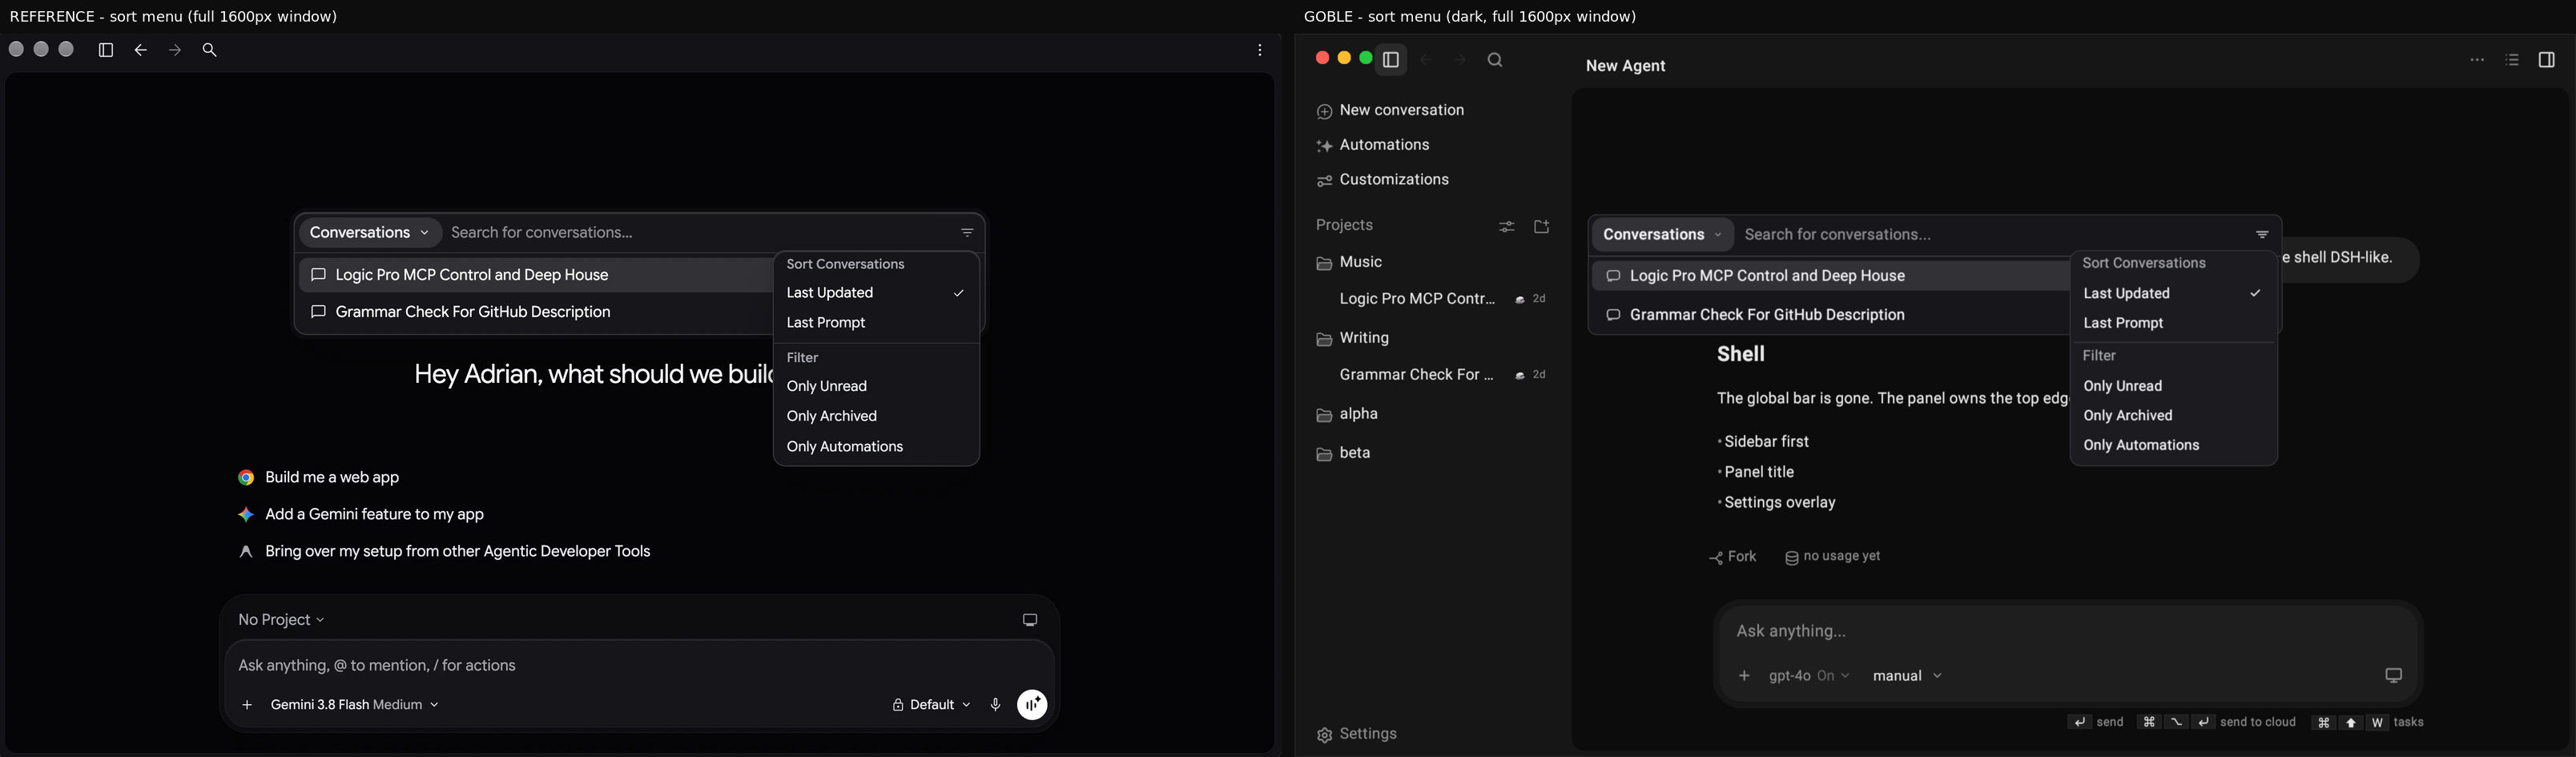 REFERENCE - sort menu (full 1600px window)
Conversations
Search for conversations...
Logic Pro MCP Control and Deep House
Grammar Check For GitHub Description
Sort Conversations
Last Updated
Last Prompt
Filter
Only Unread
Only Archived
Only Automations
Hey Adrian, what should we buil
Build me a web app
Add a Gemini feature to my app
Bring over my setup from other Agentic Developer Tools
No Project
Ask anything, @ to mention, / for actions
Gemini 3.8 Flash Medium
Default
GOBLE - sort menu (dark, full 1600px window)
New Agent
New conversation
Automations
Customizations
Projects
Music
Logic Pro MCP Contr... 2d
Writing
Grammar Check For ... 2d
alpha
beta
Settings
Conversations
Search for conversations...
Logic Pro MCP Control and Deep House
Grammar Check For GitHub Description
Sort Conversations
Last Updated
Last Prompt
Filter
Only Unread
Only Archived
Only Automations
e shell DSH-like.
Shell
The global bar is gone. The panel owns the top edg
• Sidebar first
• Panel title
• Settings overlay
Fork
no usage yet
Ask anything...
gpt-4o On
manual
↵ send ⌘ ⌥ ↵ send to cloud ⌘ ⬆ W tasks